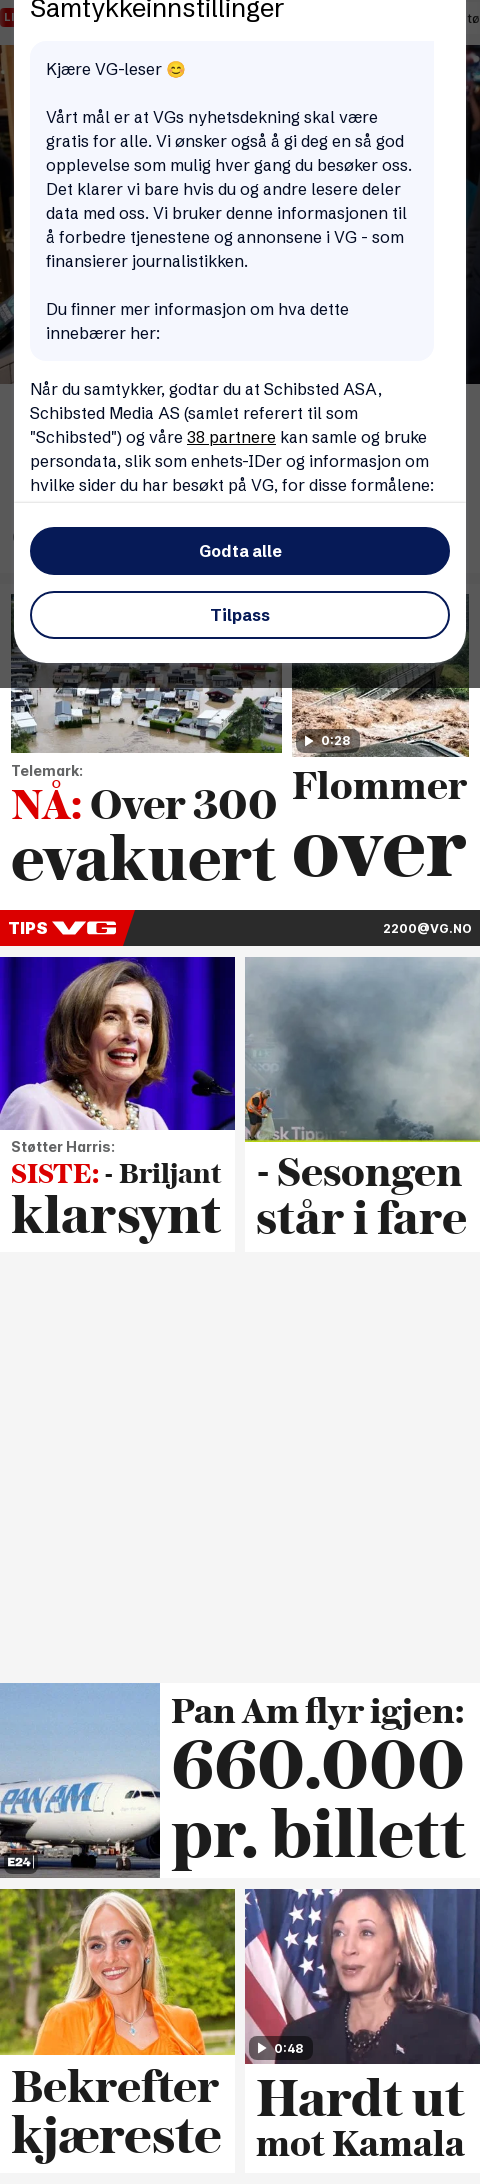 Samtykkeinnstillinger
Kjære VG-leser 😊
Vårt mål er at VGs nyhetsdekning skal være
gratis for alle. Vi ønsker også å gi deg en så god
opplevelse som mulig hver gang du besøker oss.
Det klarer vi bare hvis du og andre lesere deler
data med oss. Vi bruker denne informasjonen til
å forbedre tjenestene og annonsene i VG - som
finansierer journalistikken.
Du finner mer informasjon om hva dette
innebærer her:
Når du samtykker, godtar du at Schibsted ASA,
Schibsted Media AS (samlet referert til som
"Schibsted") og våre 38 partnere kan samle og bruke
persondata, slik som enhets-IDer og informasjon om
hvilke sider du har besøkt på VG, for disse formålene:
Godta alle
Tilpass
0:28
Telemark:
NÅ: Over 300
evakuert
Flommer
over
TIPS VG
2200@VG.NO
Støtter Harris:
SISTE: - Briljant
klarsynt
- Sesongen
står i fare
PAN AM
E24
Pan Am flyr igjen:
660.000
pr. billett
Bekrefter
kjæreste
0:48
Hardt ut
mot Kamala